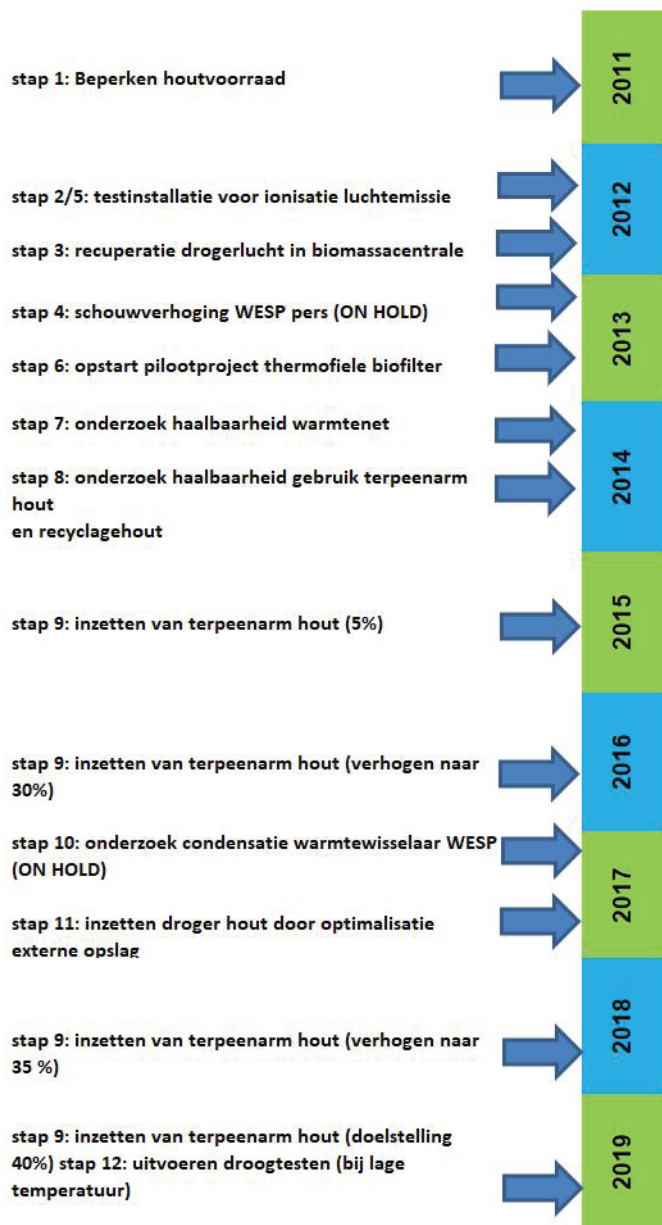 stap 1: Beperken houtvoorraad
2011
stap 2/5: testinstallatie voor ionisatie luchtemissie
2012
stap 3: recuperatie drogerlucht in biomassacentrale
stap 4: schouwverhoging WESP pers (ON HOLD)
2013
stap 6: opstart pilootproject thermofiele biofilter
stap 7: onderzoek haalbaarheid warmtenet
2014
stap 8: onderzoek haalbaarheid gebruik terpeenarm
hout
en recyclagehout
stap 9: inzetten van terpeenarm hout (5%)
2015
stap 9: inzetten van terpeenarm hout (verhogen naar
30%)
2016
stap 10: onderzoek condensatie warmtewisselaar WESP
(ON HOLD)
2017
stap 11: inzetten droger hout door optimalisatie
externe opslag
2018
stap 9: inzetten van terpeenarm hout (verhogen naar
35 %)
stap 9: inzetten van terpeenarm hout (doelstelling
40%) stap 12: uitvoeren droogtesten (bij lage
temperatuur)
2019